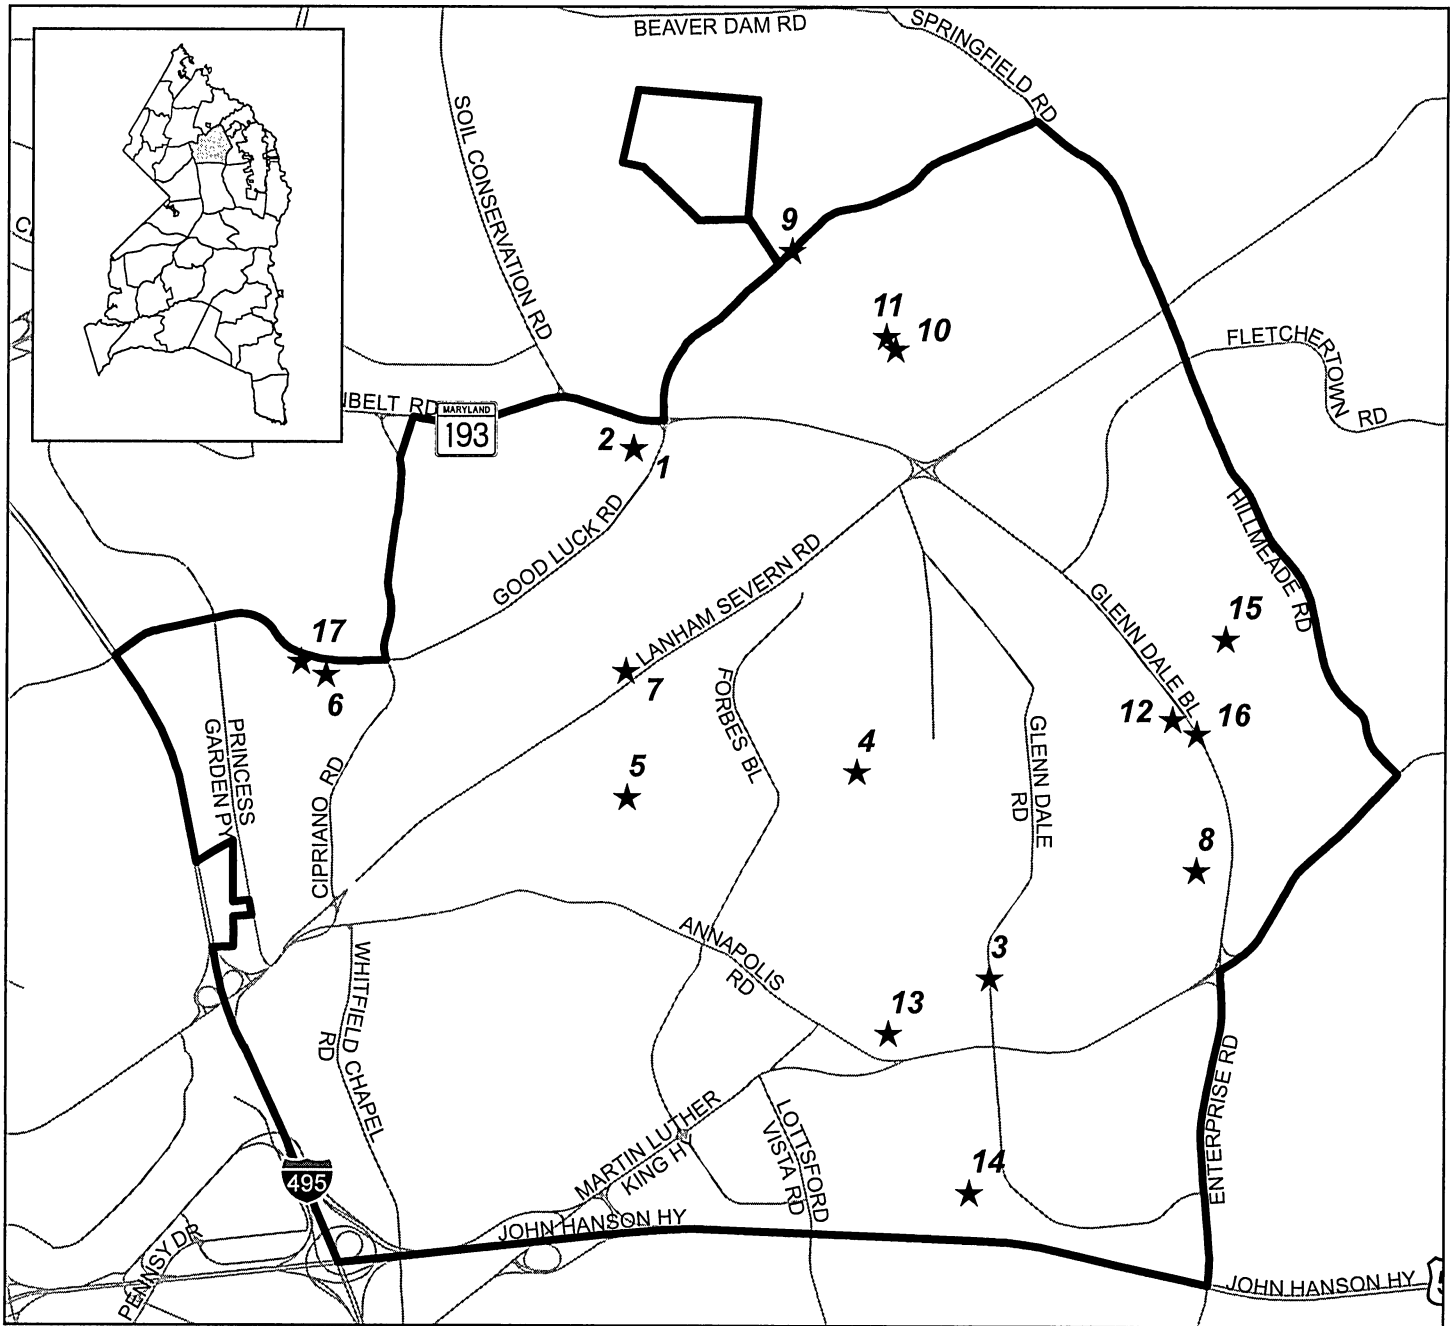 BEAVER DAM RD
SPRINGFIELD RD
SOIL CONSERVATION RD
9
11
10
FLETCHERTOWN
RD
NBELT RD
MARYLAND
193
2
1
GOOD LUCK RD
LANHAM SEVERN RD
HILLMEADE RD
GLENN DALE BL
15
17
6
7
FORBES BL
12
16
PRINCESS
GARDEN PY
CIPRIANO RD
5
4
GLENN DALE
RD
8
ANNAPOLIS
RD
3
13
WHITFIELD CHAPEL
RD
ENTERPRISE RD
MARTIN LUTHER
KING HY
LOTTSFORD
VISTA RD
14
495
JOHN HANSON HY
PENNSY DR
JOHN HANSON HY